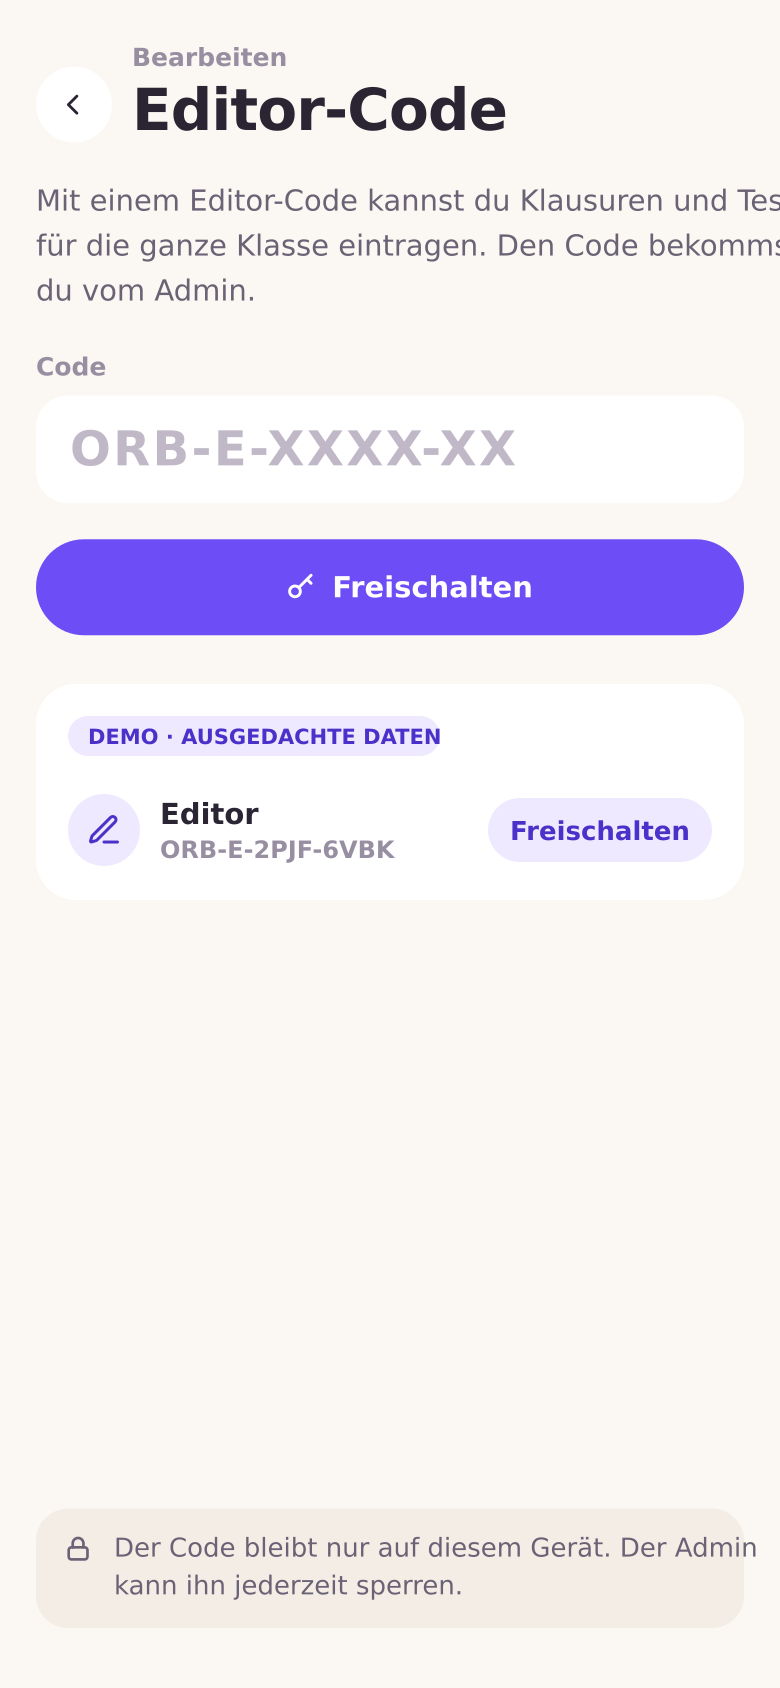 Bearbeiten
Editor-Code
Mit einem Editor-Code kannst du Klausuren und Tes
für die ganze Klasse eintragen. Den Code bekomms
du vom Admin.
Code
ORB-E-XXXX-XX
Freischalten
DEMO · AUSGEDACHTE DATEN
Editor
ORB-E-2PJF-6VBK
Freischalten
Der Code bleibt nur auf diesem Gerät. Der Admin
kann ihn jederzeit sperren.